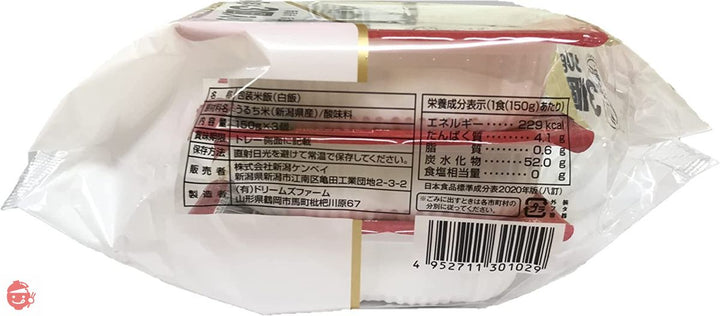 包装米飯(白飯)
うるち米(新潟県産)/酸味料
150g×3個
賞味期限 トレー側面に記載
保存方法 直射日光を避けて常温で保存してください。
販売者 株式会社新潟ケンベイ
新潟県新潟市江南区亀田工業団地2-3-2
製造者 (有)ドリームズファーム
山形県鶴岡市馬町枇杷川原67
栄養成分表示(1食(150g)あたり)
エネルギー 229kcal
たんぱく質 4.1g
脂質 0.6g
炭水化物 52.0g
食塩相当量 0g
日本食品標準成分表2020年版(八訂)
※ごみに出すときは各市町村の
分別に従ってください。
プラ
4 952711 301029